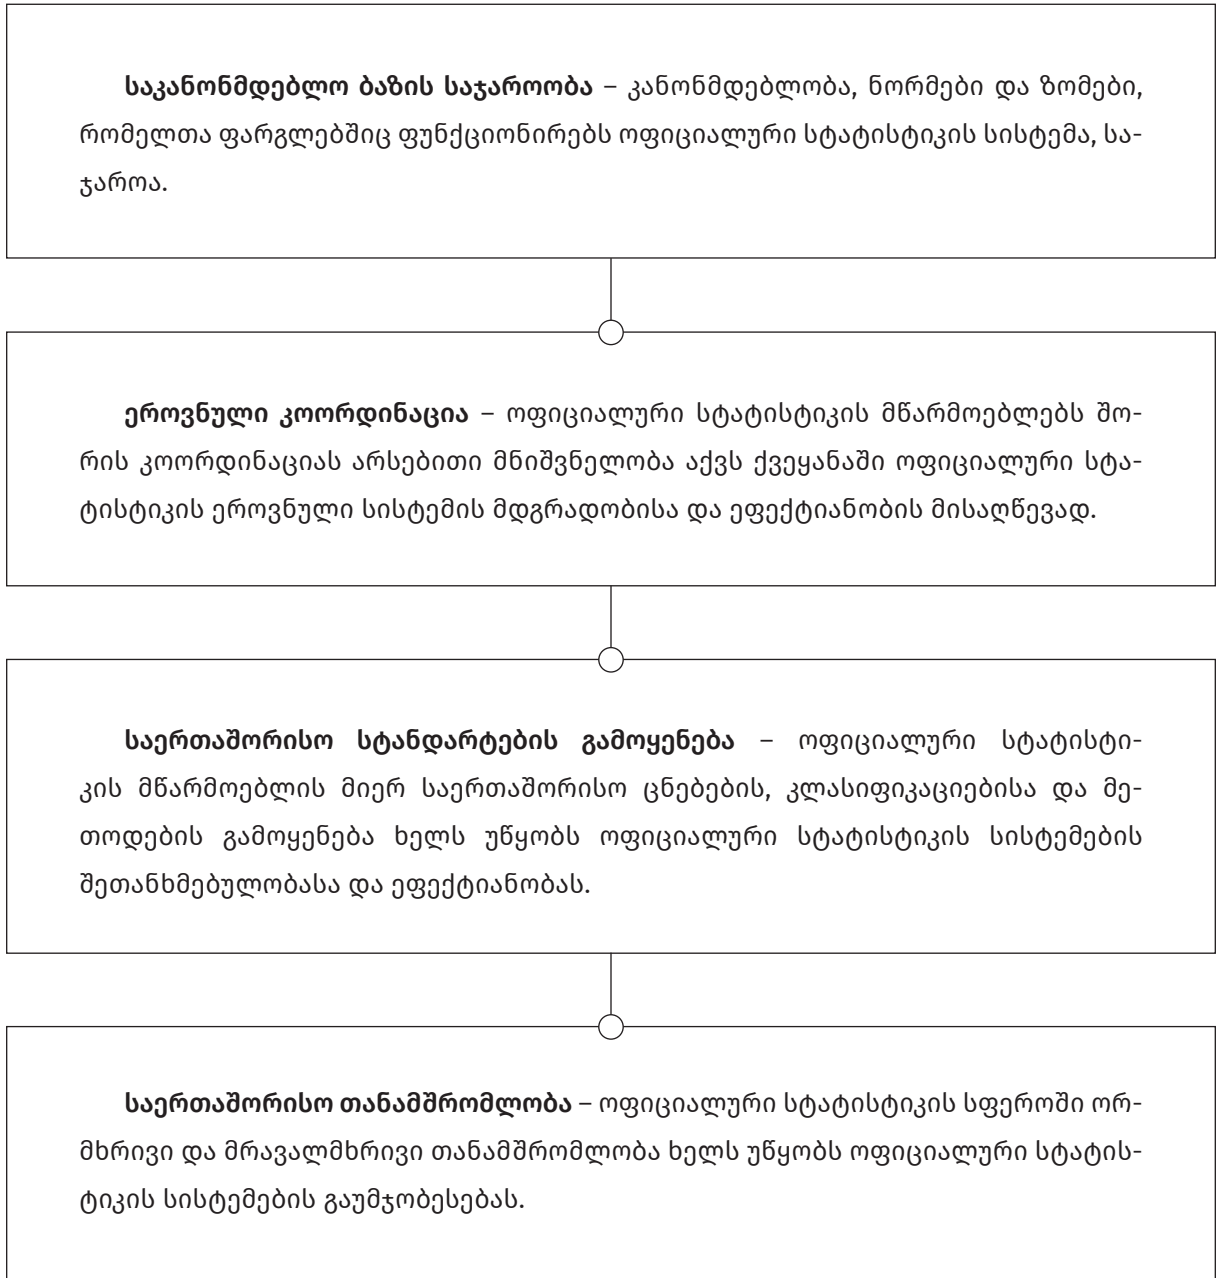 საკანონმდებლო ბაზის საჯაროობა – კანონმდებლობა, ნორმები და ზომები,
რომელთა ფარგლებშიც ფუნქციონირებს ოფიციალური სტატისტიკის სისტემა, სა-
ჯაროა.
ეროვნული კოორდინაცია – ოფიციალური სტატისტიკის მწარმოებლებს შო-
რის კოორდინაციას არსებითი მნიშვნელობა აქვს ქვეყანაში ოფიციალური სტა-
ტისტიკის ეროვნული სისტემის მდგრადობისა და ეფექტიანობის მისაღწევად.
საერთაშორისო სტანდარტების გამოყენება – ოფიციალური სტატისტი-
კის მწარმოებლის მიერ საერთაშორისო ცნებების, კლასიფიკაციებისა და მე-
თოდების გამოყენება ხელს უწყობს ოფიციალური სტატისტიკის სისტემების
შეთანხმებულობასა და ეფექტიანობას.
საერთაშორისო თანამშრომლობა – ოფიციალური სტატისტიკის სფეროში ორ-
მხრივი და მრავალმხრივი თანამშრომლობა ხელს უწყობს ოფიციალური სტატის-
ტიკის სისტემების გაუმჯობესებას.